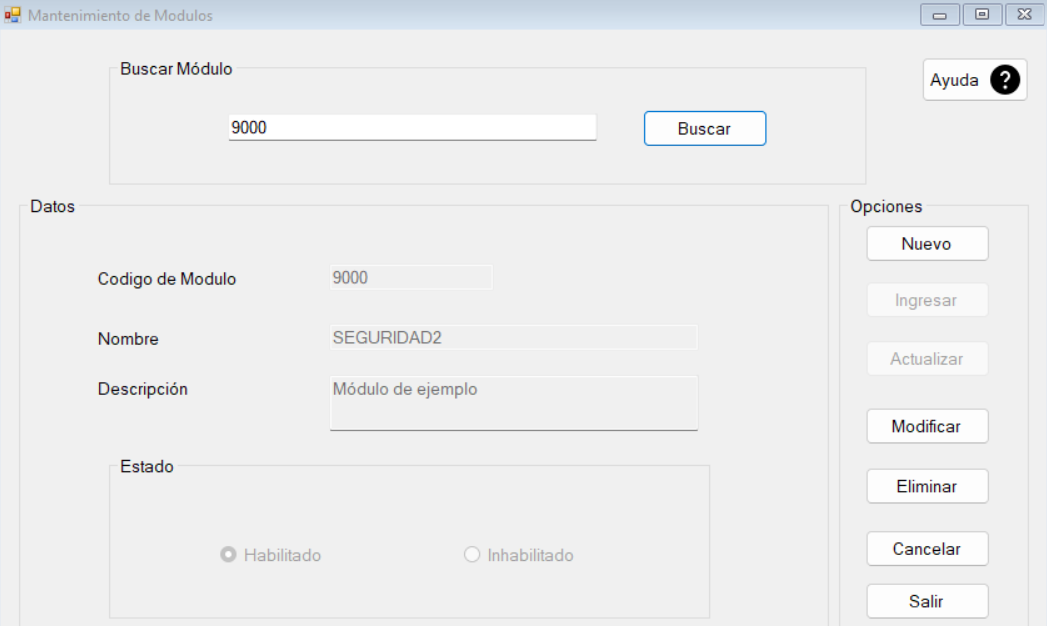 Mantenimiento de Modulos
Buscar Módulo
9000
Buscar
Ayuda ?
Datos
Codigo de Modulo 9000
Nombre SEGURIDAD2
Descripción Módulo de ejemplo
Estado
Habilitado Inhabilitado
Opciones
Nuevo
Ingresar
Actualizar
Modificar
Eliminar
Cancelar
Salir